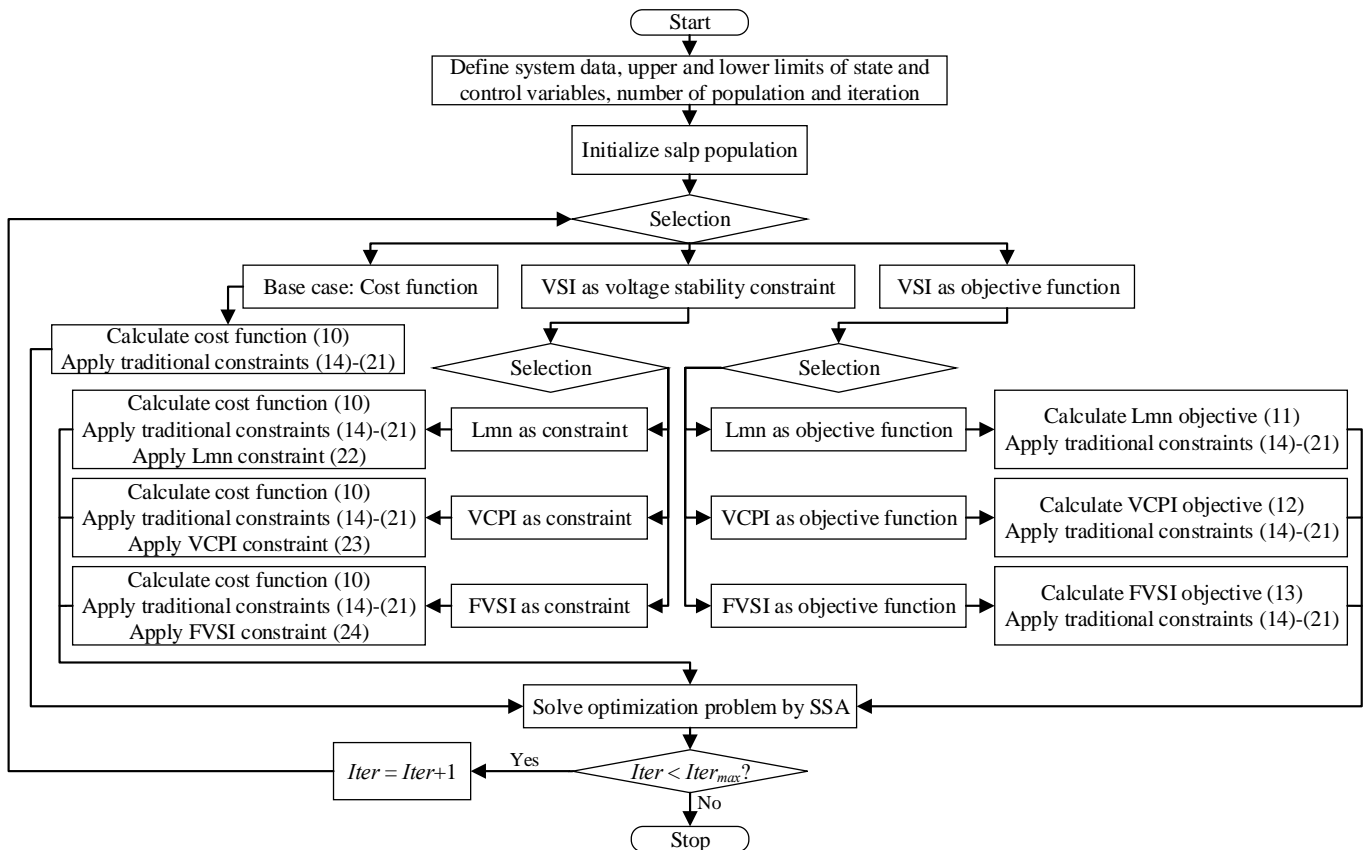 Start
Define system data, upper and lower limits of state and
control variables, number of population and iteration
Initialize salp population
Selection
Base case: Cost function
VSI as voltage stability constraint
VSI as objective function
Calculate cost function (10)
Apply traditional constraints (14)-(21)
Selection
Selection
Calculate cost function (10)
Apply traditional constraints (14)-(21)
Apply Lmn constraint (22)
Lmn as constraint
Lmn as objective function
Calculate Lmn objective (11)
Apply traditional constraints (14)-(21)
Calculate cost function (10)
Apply traditional constraints (14)-(21)
Apply VCPI constraint (23)
VCPI as constraint
VCPI as objective function
Calculate VCPI objective (12)
Apply traditional constraints (14)-(21)
Calculate cost function (10)
Apply traditional constraints (14)-(21)
Apply FVSI constraint (24)
FVSI as constraint
FVSI as objective function
Calculate FVSI objective (13)
Apply traditional constraints (14)-(21)
Solve optimization problem by SSA
Iter = Iter+1
Yes
Iter < Itermax?
No
Stop